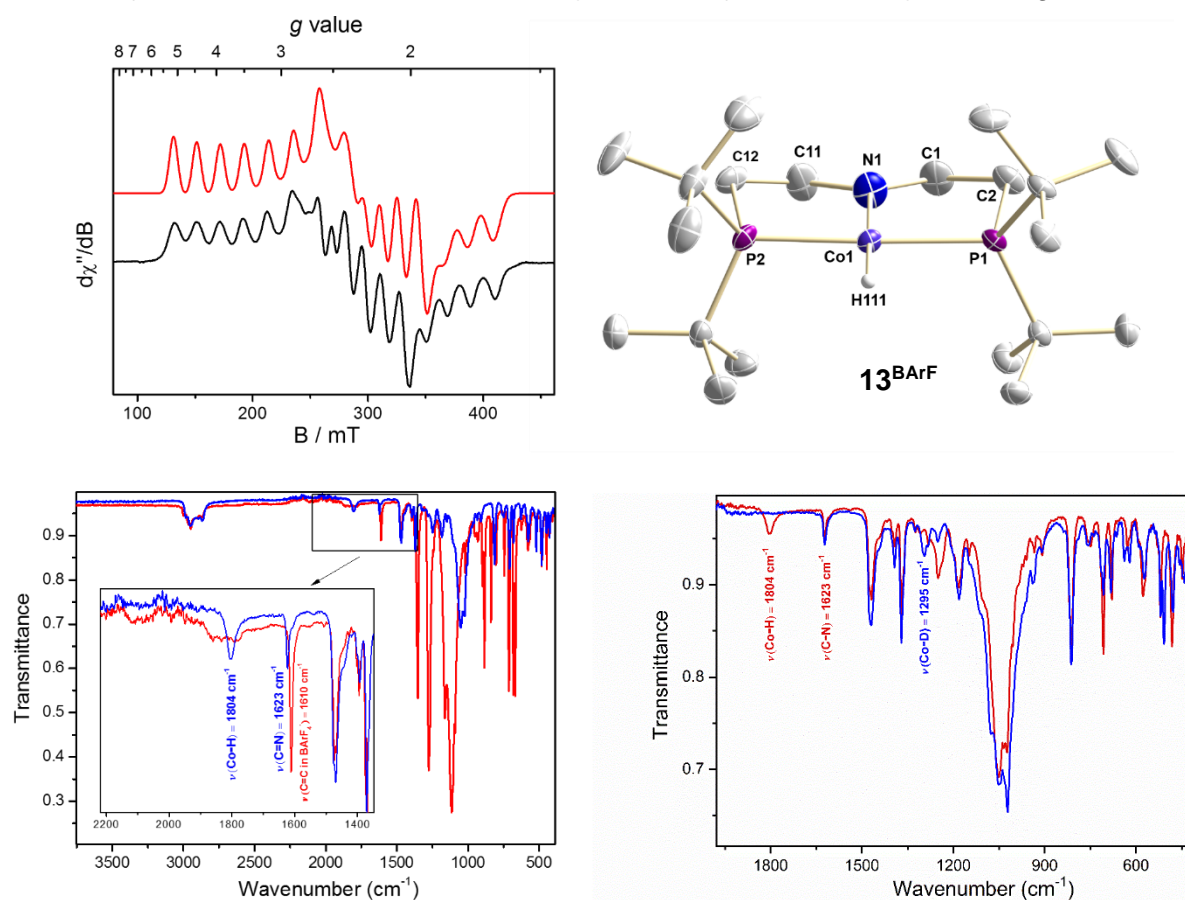 g value
8 7 6 5 4 3 2
dχ''/dB
100 200 300 400
B / mT
C12 C11 N1 C1 C2
P2 Co1 P1
H111
13^BArF
0.9
0.8
0.7
0.6
0.5
0.4
0.3
Transmittance
ν(Co-H) = 1804 cm⁻¹
ν(C=N) = 1623 cm⁻¹
ν(C=C in BArF₄) = 1610 cm⁻¹
2200 2000 1800 1600 1400
3500 3000 2500 2000 1500 1000 500
Wavenumber (cm⁻¹)
0.9
0.8
0.7
Transmittance
ν(Co-H) = 1804 cm⁻¹
ν(C-N) = 1623 cm⁻¹
ν(Co-D) = 1295 cm⁻¹
1800 1500 1200 900 600
Wavenumber (cm⁻¹)